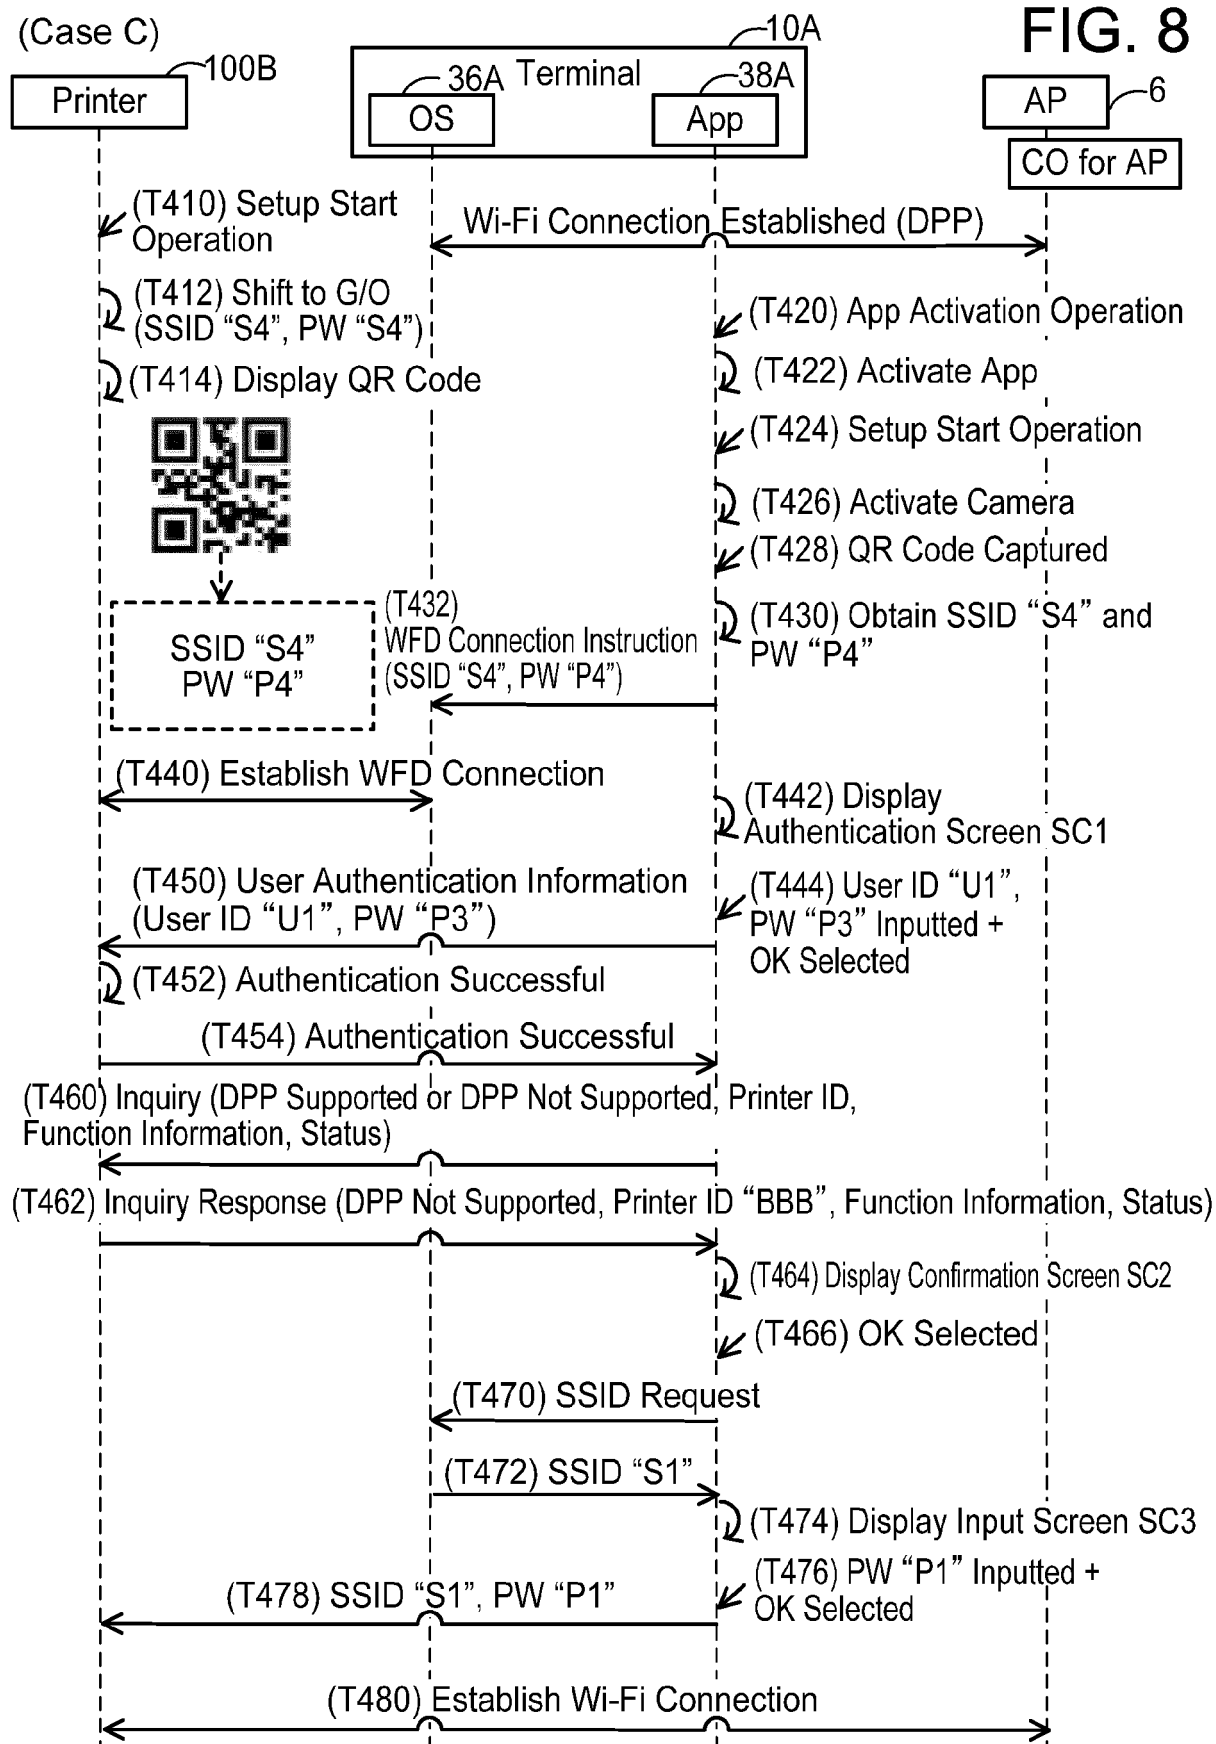 (Case C)
FIG. 8
10A
100B
Printer
Terminal
36A
OS
38A
App
AP
6
CO for AP
(T410) Setup Start
Operation
Wi-Fi Connection Established (DPP)
(T412) Shift to G/O
(SSID “S4”, PW “S4”)
(T420) App Activation Operation
(T414) Display QR Code
(T422) Activate App
(T424) Setup Start Operation
(T426) Activate Camera
(T428) QR Code Captured
SSID “S4”
PW “P4”
(T432)
WFD Connection Instruction
(SSID “S4”, PW “P4”)
(T430) Obtain SSID “S4” and
PW “P4”
(T440) Establish WFD Connection
(T442) Display
Authentication Screen SC1
(T450) User Authentication Information
(User ID “U1”, PW “P3”)
(T444) User ID “U1”,
PW “P3” Inputted +
OK Selected
(T452) Authentication Successful
(T454) Authentication Successful
(T460) Inquiry (DPP Supported or DPP Not Supported, Printer ID,
Function Information, Status)
(T462) Inquiry Response (DPP Not Supported, Printer ID “BBB”, Function Information, Status)
(T464) Display Confirmation Screen SC2
(T466) OK Selected
(T470) SSID Request
(T472) SSID “S1”
(T474) Display Input Screen SC3
(T476) PW “P1” Inputted +
OK Selected
(T478) SSID “S1”, PW “P1”
(T480) Establish Wi-Fi Connection